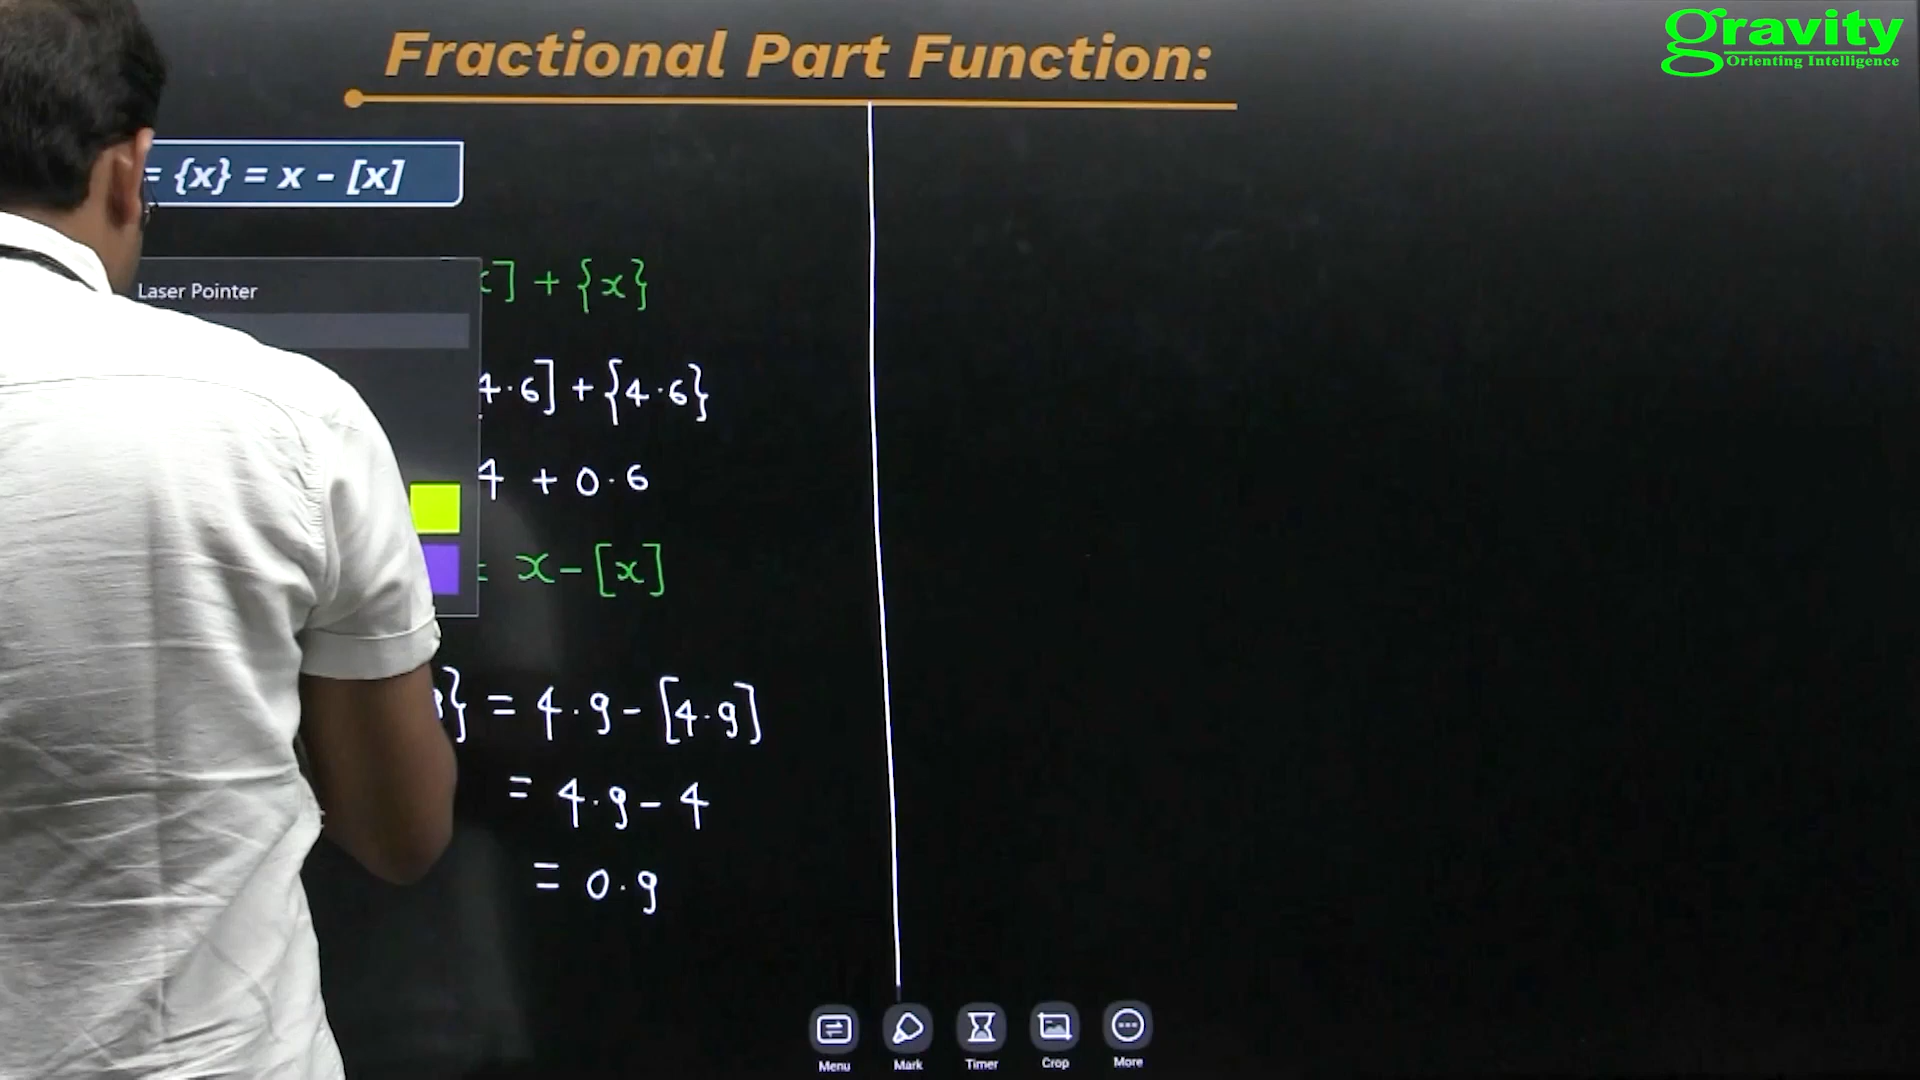 Fractional Part Function:
gravity
Orienting Intelligence
= {x} = x - [x]
Laser Pointer
] + {x}
4.6] + {4.6}
4 + 0.6
= x - [x]
} = 4.9 - [4.9]
= 4.9 - 4
= 0.9
Menu Mark Timer Crop More